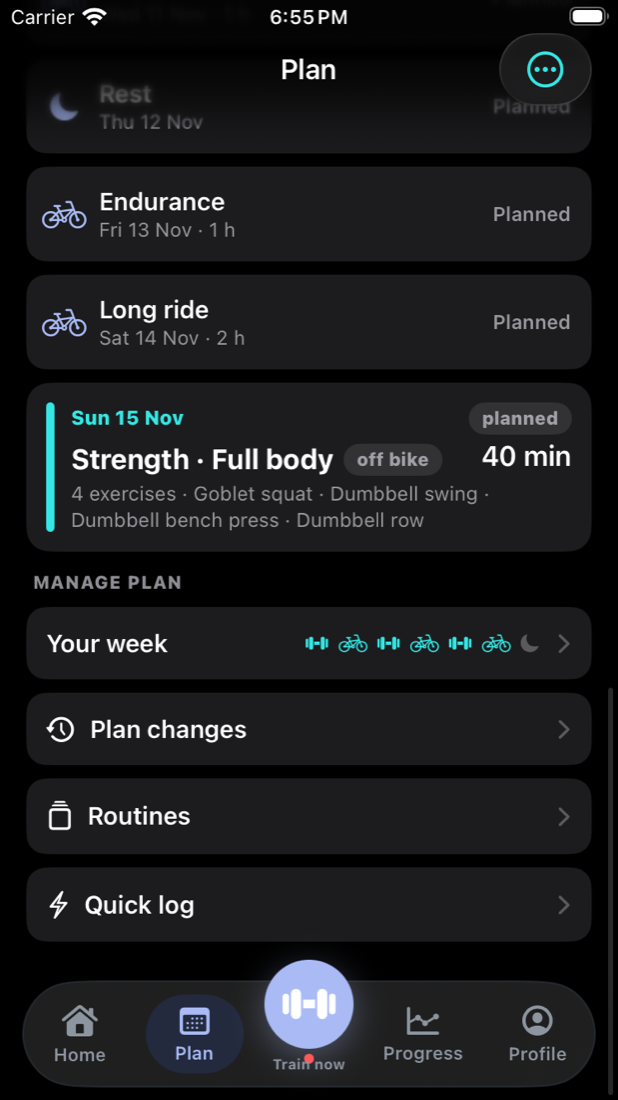 Carrier 6:55 PM
Plan
Rest
Thu 12 Nov
Planned
Endurance
Fri 13 Nov · 1 h
Planned
Long ride
Sat 14 Nov · 2 h
Planned
Sun 15 Nov
planned
Strength · Full body off bike 40 min
4 exercises · Goblet squat · Dumbbell swing ·
Dumbbell bench press · Dumbbell row
MANAGE PLAN
Your week
Plan changes
Routines
Quick log
Home
Plan
Train now
Progress
Profile